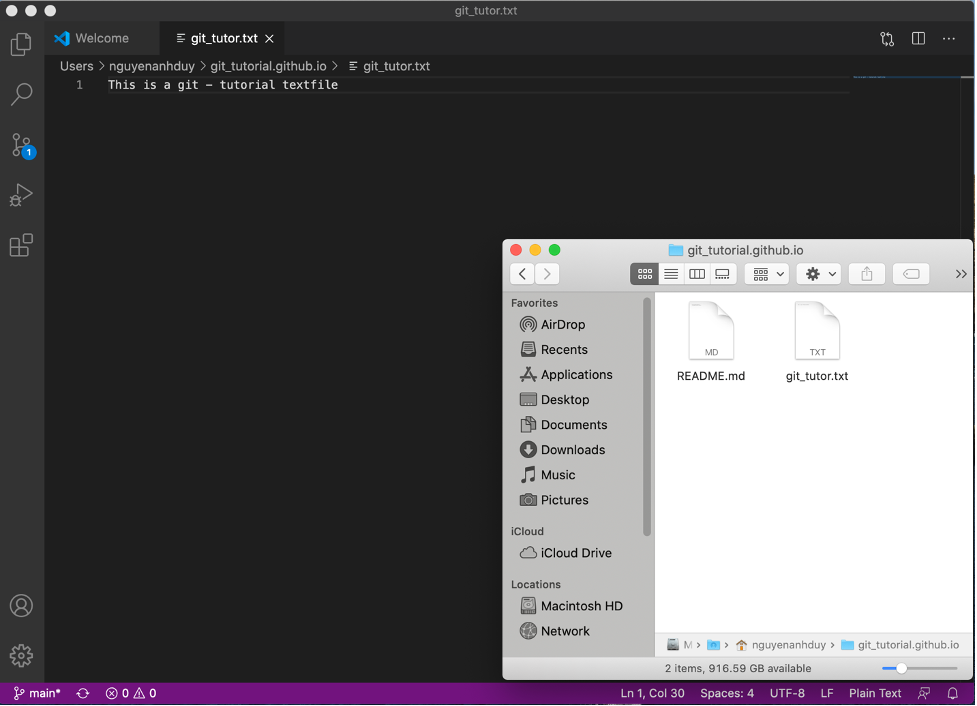 git_tutor.txt
Welcome
git_tutor.txt
Users > nguyenanhduy > git_tutorial.github.io > git_tutor.txt
1 This is a git - tutorial textfile
1
git_tutorial.github.io
Favorites
AirDrop
Recents
Applications
Desktop
Documents
Downloads
Music
Pictures
iCloud
iCloud Drive
Locations
Macintosh HD
Network
MD
TXT
README.md
git_tutor.txt
M > > nguyenanhduy > git_tutorial.github.io
2 items, 916.59 GB available
main* 0 0 Ln 1, Col 30 Spaces: 4 UTF-8 LF Plain Text